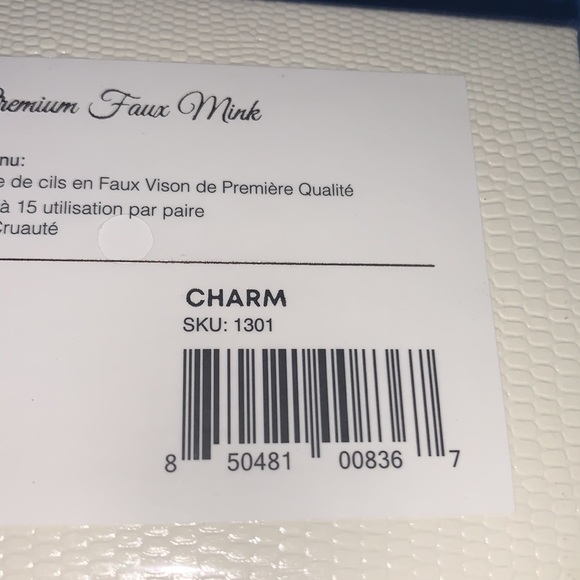 Premium Faux Mink
nu:
e de cils en Faux Vison de Première Qualité
à 15 utilisation par paire
Cruauté
CHARM
SKU: 1301
8 50481 00836 7